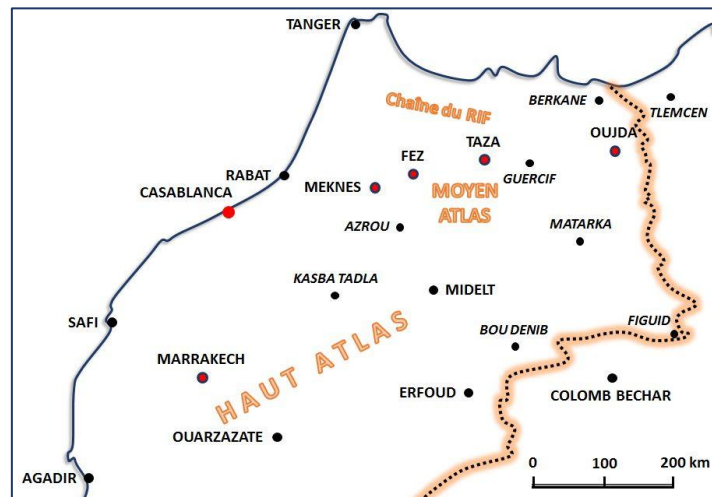 TANGER
Chaîne du RIF
BERKANE
TLEMCEN
OUJDA
TAZA
FEZ
GUERCIF
RABAT
MEKNES
CASABLANCA
MOYEN
ATLAS
AZROU
MATARKA
KASBA TADLA
MIDELT
SAFI
FIGUID
BOU DENIB
HAUT ATLAS
MARRAKECH
ERFOUD
COLOMB BECHAR
OUARZAZATE
AGADIR
0 100 200 km